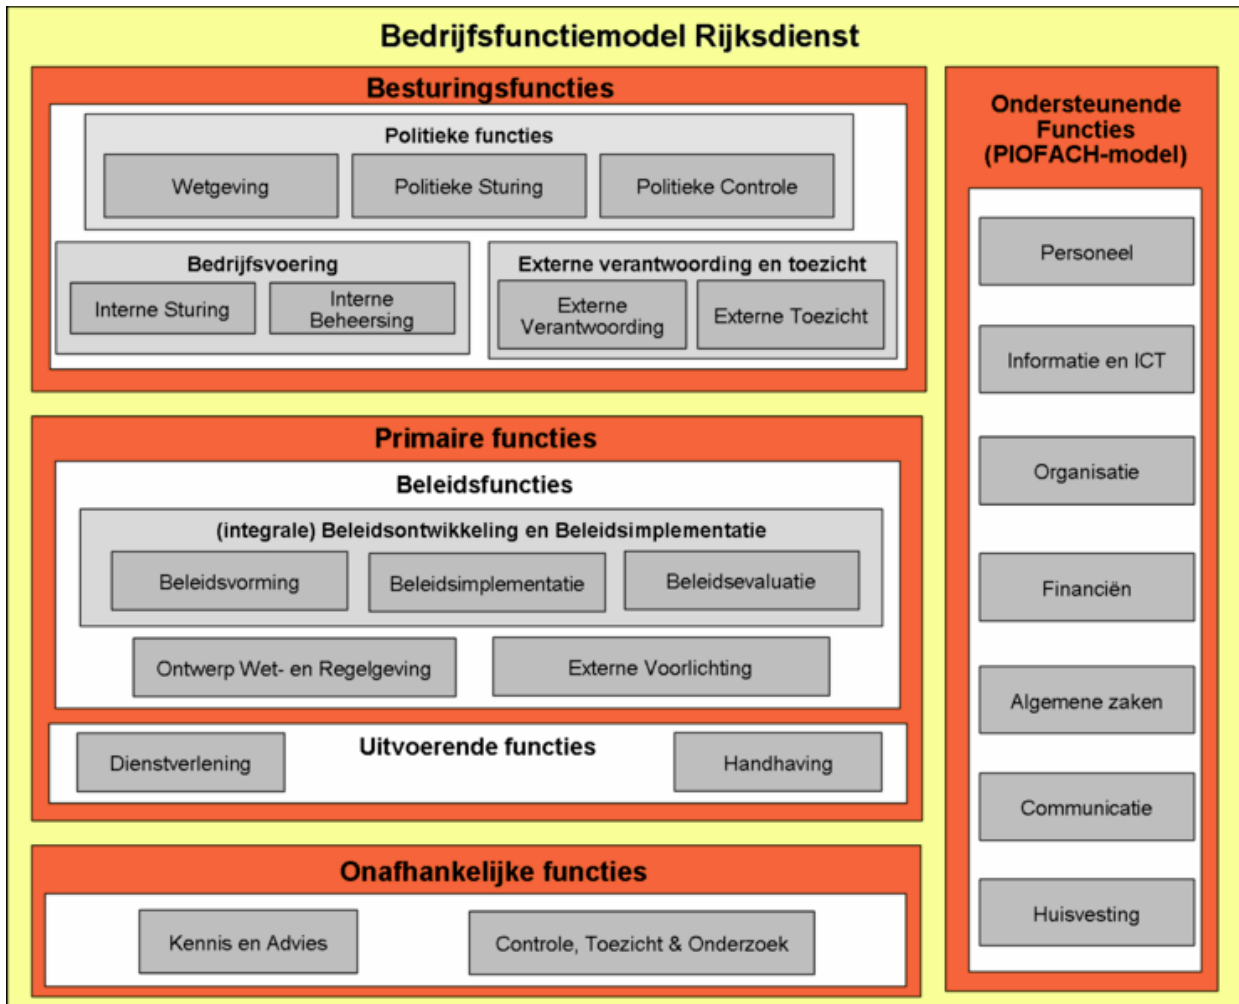 Bedrijfsfunctiemodel Rijksdienst
Besturingsfuncties
Politieke functies
Wetgeving
Politieke Sturing
Politieke Controle
Bedrijfsvoering
Interne Sturing
Interne
Beheersing
Externe verantwoording en toezicht
Externe
Verantwoording
Externe Toezicht
Primaire functies
Beleidsfuncties
(integrale) Beleidsontwikkeling en Beleidsimplementatie
Beleidsvorming
Beleidsimplementatie
Beleidsevaluatie
Ontwerp Wet- en Regelgeving
Externe Voorlichting
Uitvoerende functies
Dienstverlening
Handhaving
Onafhankelijke functies
Kennis en Advies
Controle, Toezicht & Onderzoek
Ondersteunende
Functies
(PIOFACH-model)
Personeel
Informatie en ICT
Organisatie
Financiën
Algemene zaken
Communicatie
Huisvesting